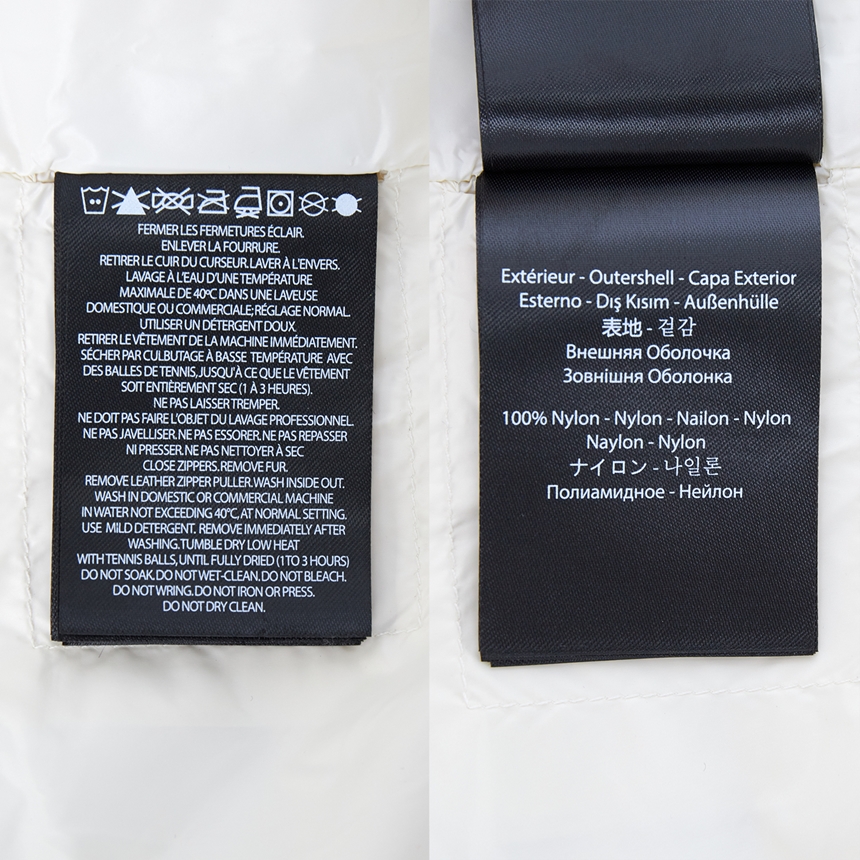 FERMER LES FERMETURES ÉCLAIR.
ENLEVER LA FOURRURE.
RETIRER LE CUIR DU CURSEUR.LAVER À L'ENVERS.
LAVAGE À L'EAU D'UNE TEMPÉRATURE
MAXIMALE DE 40ºC DANS UNE LAVEUSE
DOMESTIQUE OU COMMERCIALE;RÉGLAGE NORMAL.
UTILISER UN DÉTERGENT DOUX.
RETIRER LE VÊTEMENT DE LA MACHINE IMMÉDIATEMENT.
SÉCHER PAR CULBUTAGE À BASSE TEMPÉRATURE AVEC
DES BALLES DE TENNIS,JUSQU'À CE QUE LE VÊTEMENT
SOIT ENTIÈREMENT SEC (1 À 3 HEURES).
NE PAS LAISSER TREMPER.
NE DOIT PAS FAIRE L'OBJET DU LAVAGE PROFESSIONNEL.
NE PAS JAVELLISER.NE PAS ESSORER.NE PAS REPASSER
NI PRESSER.NE PAS NETTOYER À SEC
CLOSE ZIPPERS.REMOVE FUR.
REMOVE LEATHER ZIPPER PULLER.WASH INSIDE OUT.
WASH IN DOMESTIC OR COMMERCIAL MACHINE
IN WATER NOT EXCEEDING 40°C,AT NORMAL SETTING.
USE MILD DETERGENT. REMOVE IMMEDIATELY AFTER
WASHING.TUMBLE DRY LOW HEAT
WITH TENNIS BALLS,UNTIL FULLY DRIED (1TO 3 HOURS)
DO NOT SOAK.DO NOT WET-CLEAN.DO NOT BLEACH.
DO NOT WRING.DO NOT IRON OR PRESS.
DO NOT DRY CLEAN.
Extérieur - Outershell - Capa Exterior
Esterno - Dış Kısım - Außenhülle
表地 - 겉감
Внешняя Оболочка
Зовнішня Оболонка
100% Nylon - Nylon - Nailon - Nylon
Naylon - Nylon
ナイロン - 나일론
Полиамидное - Нейлон